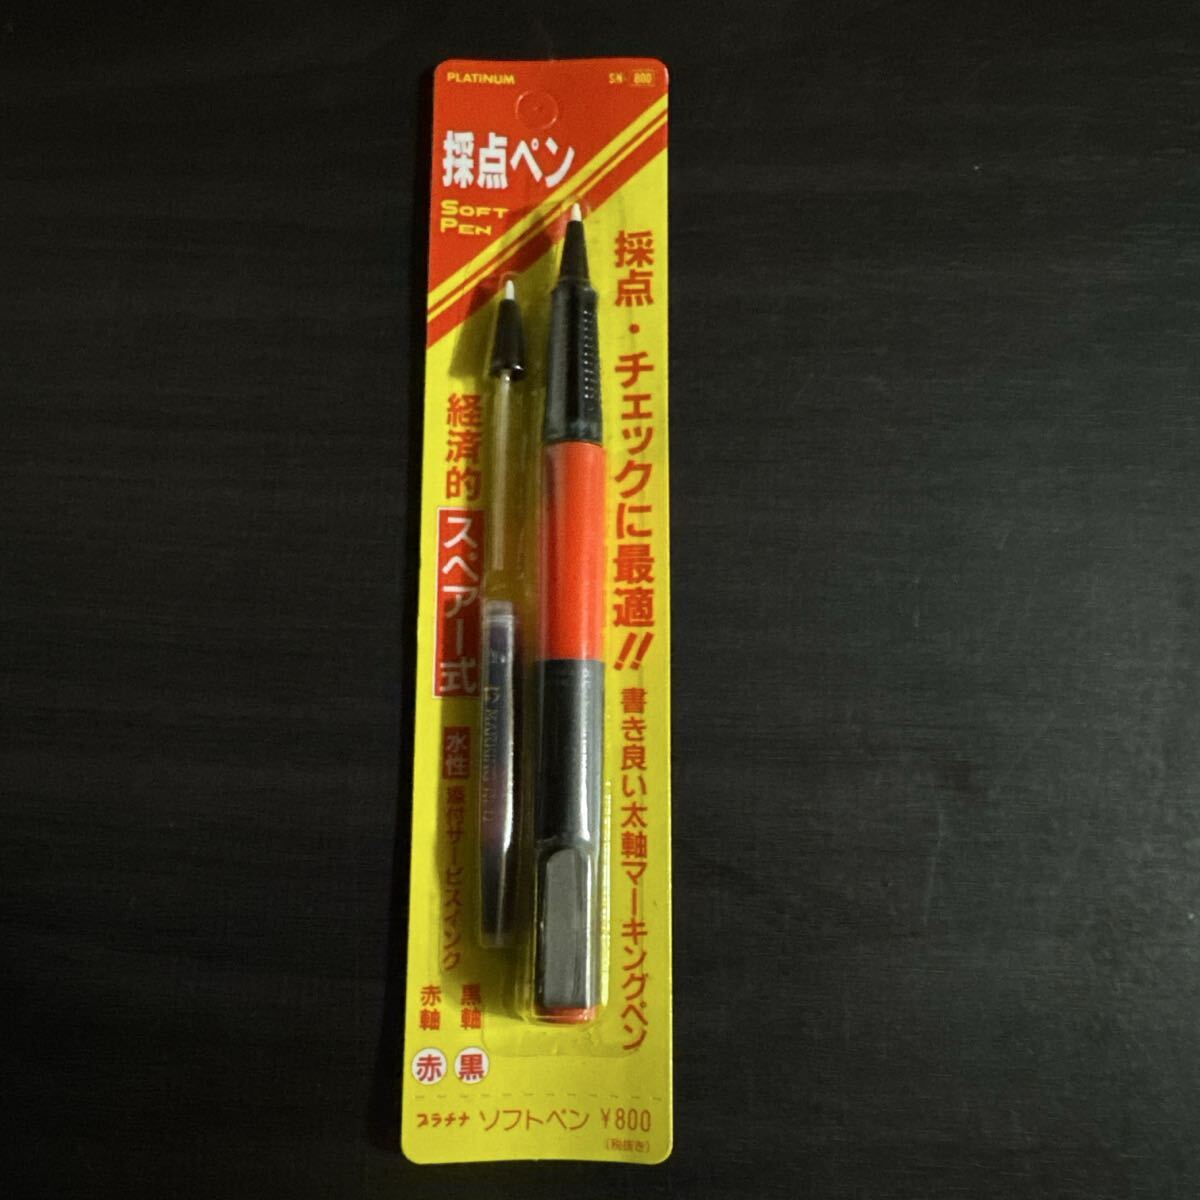 PLATINUM
SN-800
採点ペン
SOFT
PEN
採点・チェックに最適!!
書き良い太軸マーキングペン
経済的
スペアー式
水性
添付サービスインク
黒軸
赤軸
赤
黒
プラチナ ソフトペン ¥800
(税抜き)